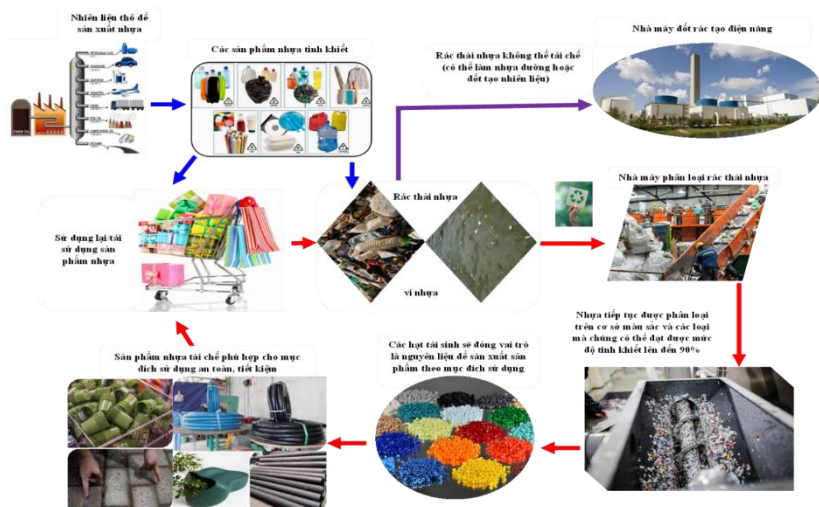 Nhiên liệu thô để
sản xuất nhựa
Các sản phẩm nhựa tinh khiết
Rác thải nhựa không thể tái chế
(có thể làm nhựa đường hoặc
đốt tạo nhiên liệu)
Nhà máy đốt rác tạo điện năng
CRUDE OIL
Sử dụng lại/tái
sử dụng sản
phẩm nhựa
Rác thải nhựa
vi nhựa
Nhà máy phân loại rác thải nhựa
Nhựa tiếp tục được phân loại
trên cơ sở màu sắc và các loại
mà chúng có thể đạt được mức
độ tinh khiết lên đến 90%
Các hạt tái sinh sẽ đóng vai trò
là nguyên liệu để sản xuất sản
phẩm theo mục đích sử dụng
Sản phẩm nhựa tái chế phù hợp cho mục
đích sử dụng an toàn, tiết kiệm